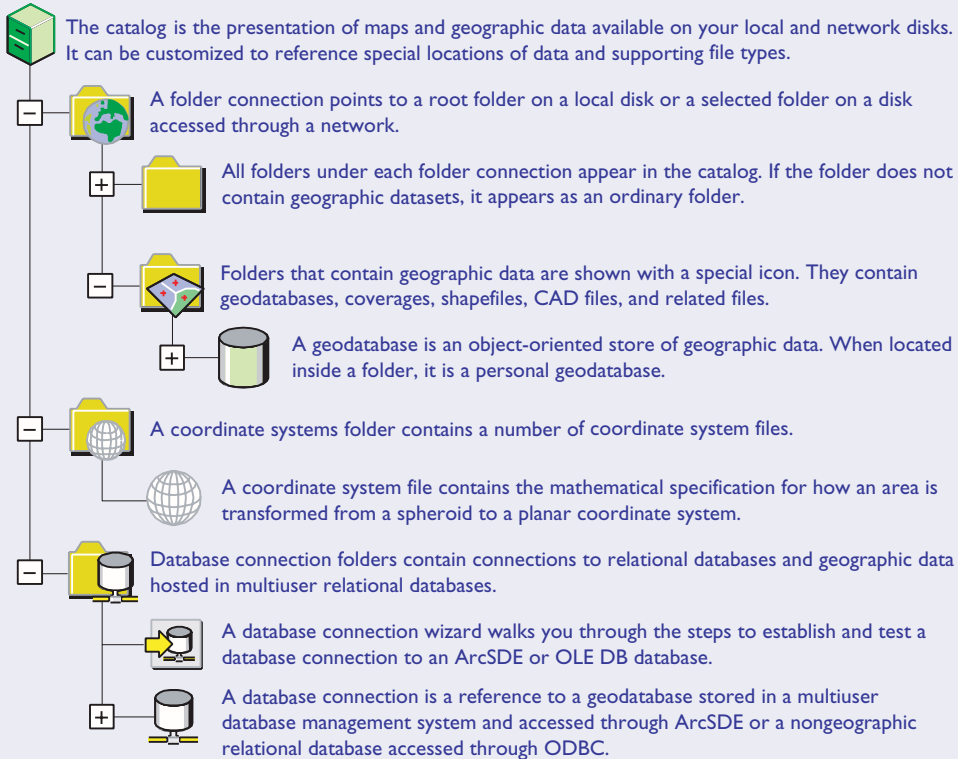 The catalog is the presentation of maps and geographic data available on your local and network disks.
It can be customized to reference special locations of data and supporting file types.
A folder connection points to a root folder on a local disk or a selected folder on a disk
accessed through a network.
All folders under each folder connection appear in the catalog. If the folder does not
contain geographic datasets, it appears as an ordinary folder.
Folders that contain geographic data are shown with a special icon. They contain
geodatabases, coverages, shapefiles, CAD files, and related files.
A geodatabase is an object-oriented store of geographic data. When located
inside a folder, it is a personal geodatabase.
A coordinate systems folder contains a number of coordinate system files.
A coordinate system file contains the mathematical specification for how an area is
transformed from a spheroid to a planar coordinate system.
Database connection folders contain connections to relational databases and geographic data
hosted in multiuser relational databases.
A database connection wizard walks you through the steps to establish and test a
database connection to an ArcSDE or OLE DB database.
A database connection is a reference to a geodatabase stored in a multiuser
database management system and accessed through ArcSDE or a nongeographic
relational database accessed through ODBC.